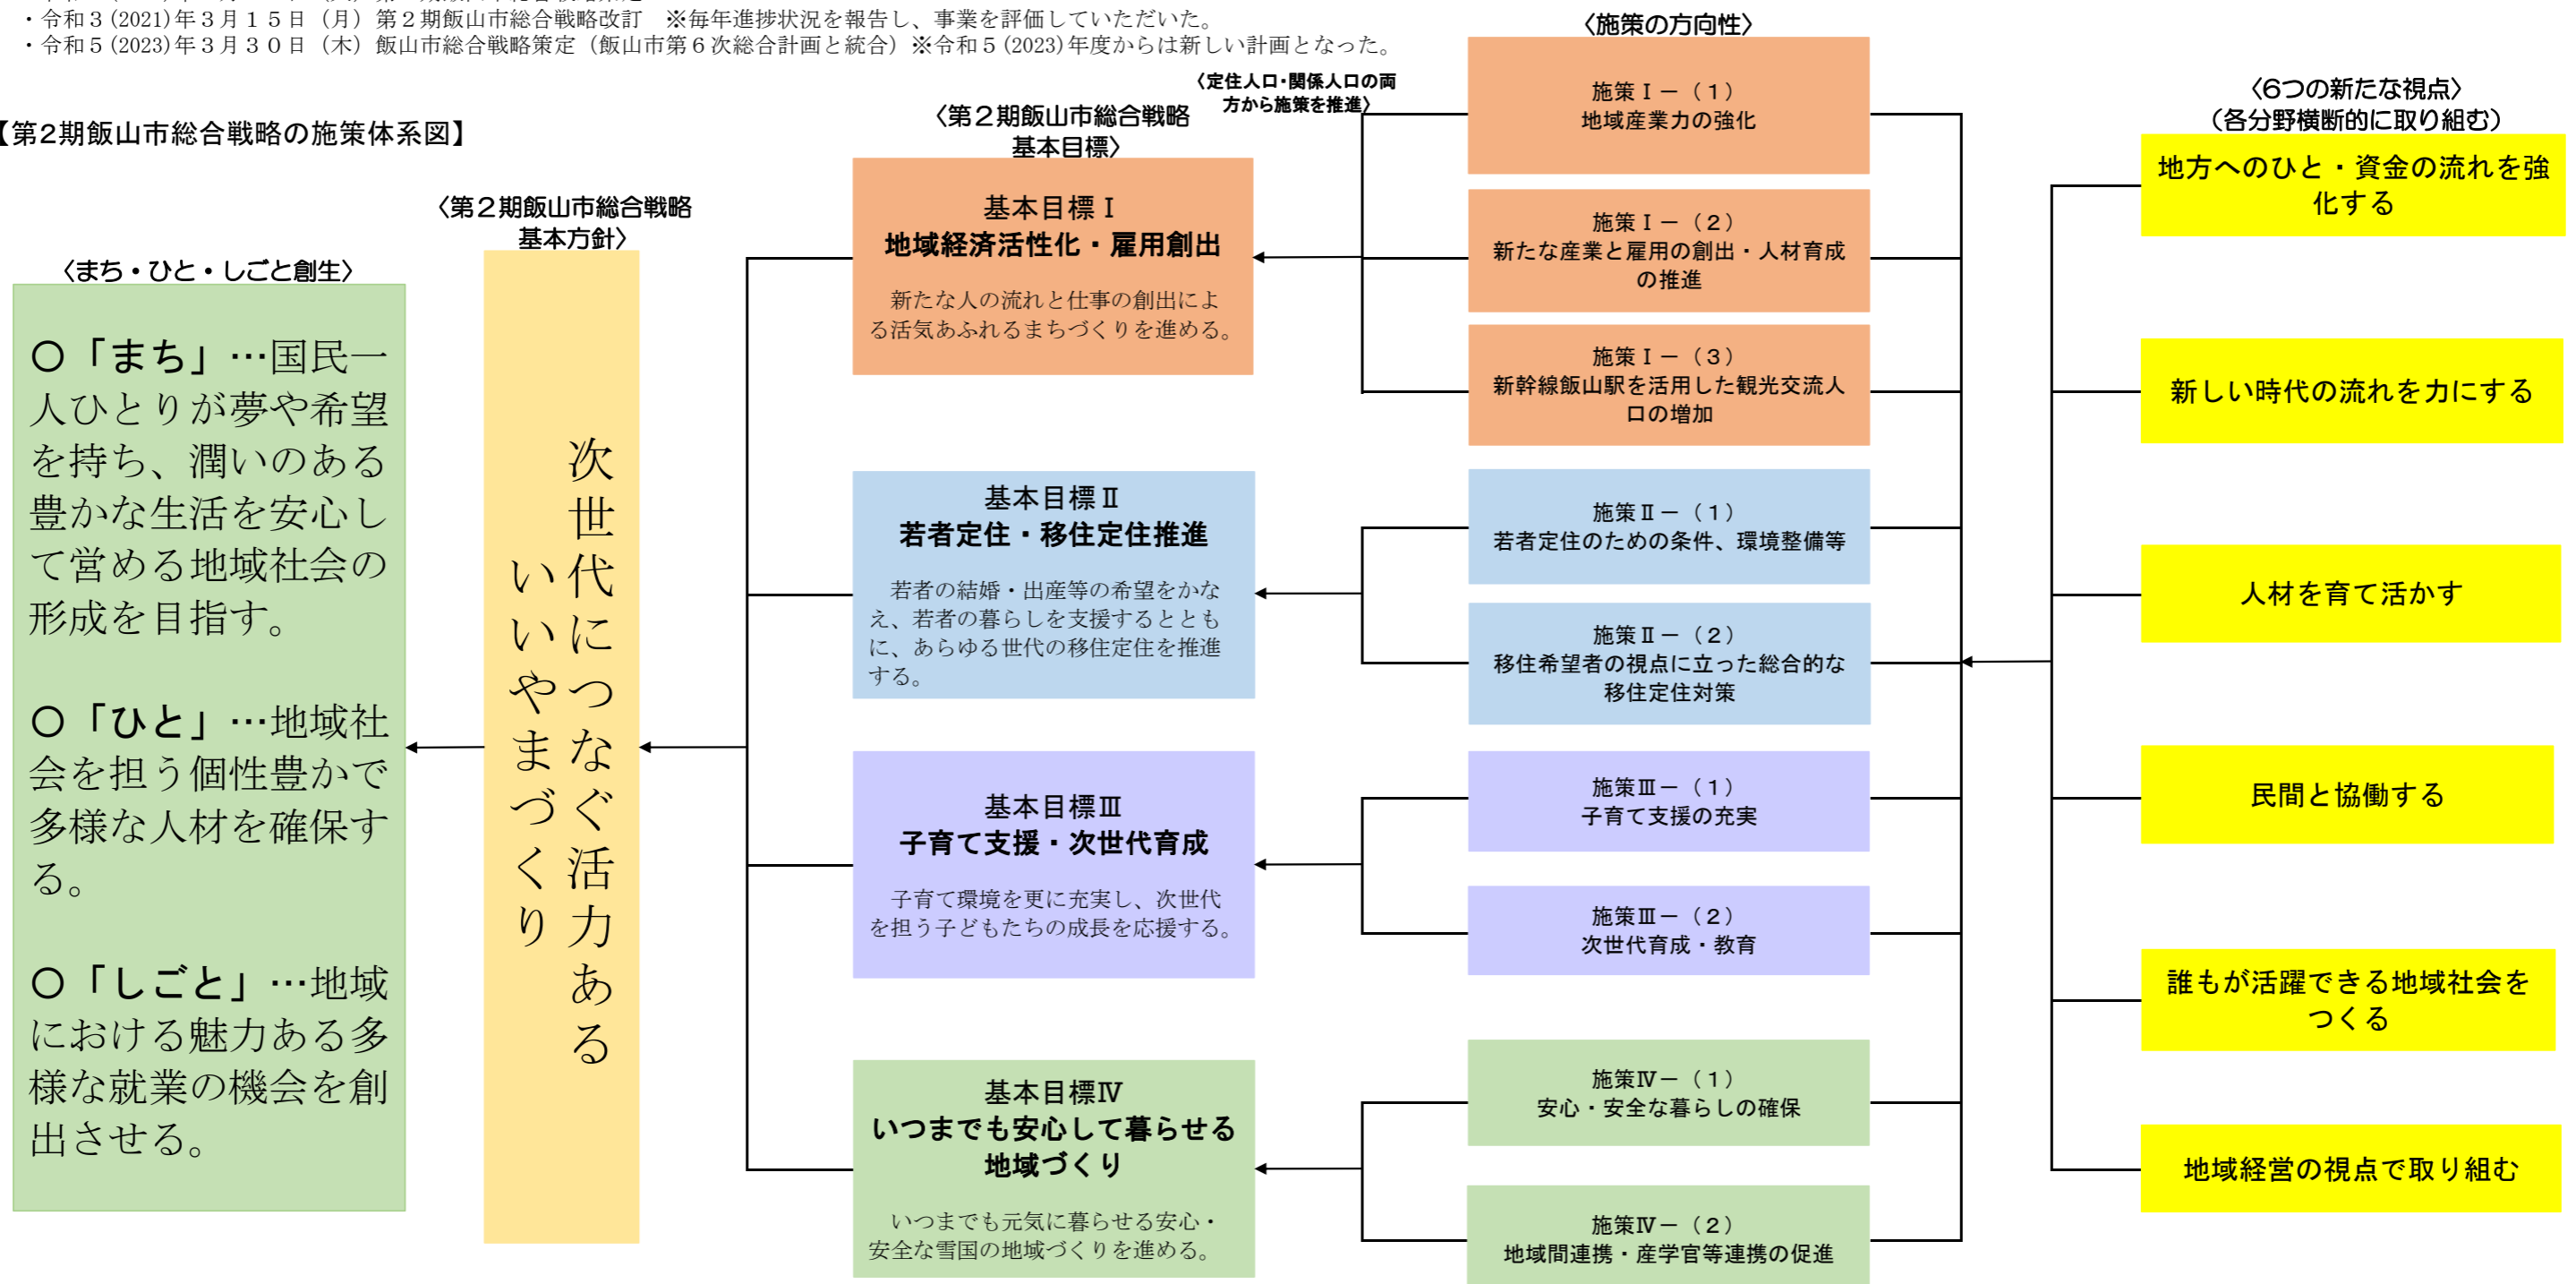 ・令和３(2021)年３月１５日（月）第２期飯山市総合戦略改訂　※毎年進捗状況を報告し、事業を評価していただいた。
・令和５(2023)年３月３０日（木）飯山市総合戦略策定（飯山市第６次総合計画と統合）※令和５(2023)年度からは新しい計画となった。
【第2期飯山市総合戦略の施策体系図】
〈まち・ひと・しごと創生〉
〇「まち」…国民一
人ひとりが夢や希望
を持ち、潤いのある
豊かな生活を安心し
て営める地域社会の
形成を目指す。
〇「ひと」…地域社
会を担う個性豊かで
多様な人材を確保す
る。
〇「しごと」…地域
における魅力ある多
様な就業の機会を創
出させる。
〈第２期飯山市総合戦略
基本方針〉
次世代につなぐ活力ある
いいやまづくり
〈第２期飯山市総合戦略
基本目標〉
基本目標Ⅰ
地域経済活性化・雇用創出
新たな人の流れと仕事の創出によ
る活気あふれるまちづくりを進める。
基本目標Ⅱ
若者定住・移住定住推進
若者の結婚・出産等の希望をかな
え、若者の暮らしを支援するととも
に、あらゆる世代の移住定住を推進
する。
基本目標Ⅲ
子育て支援・次世代育成
子育て環境を更に充実し、次世代
を担う子どもたちの成長を応援する。
基本目標Ⅳ
いつまでも安心して暮らせる
地域づくり
いつまでも元気に暮らせる安心・
安全な雪国の地域づくりを進める。
〈定住人口・関係人口の両
方から施策を推進〉
〈施策の方向性〉
施策Ⅰ－（１）
地域産業力の強化
施策Ⅰ－（２）
新たな産業と雇用の創出・人材育成
の推進
施策Ⅰ－（３）
新幹線飯山駅を活用した観光交流人
口の増加
施策Ⅱ－（１）
若者定住のための条件、環境整備等
施策Ⅱ－（２）
移住希望者の視点に立った総合的な
移住定住対策
施策Ⅲ－（１）
子育て支援の充実
施策Ⅲ－（２）
次世代育成・教育
施策Ⅳ－（１）
安心・安全な暮らしの確保
施策Ⅳ－（２）
地域間連携・産学官等連携の促進
〈6つの新たな視点〉
（各分野横断的に取り組む）
地方へのひと・資金の流れを強
化する
新しい時代の流れを力にする
人材を育て活かす
民間と協働する
誰もが活躍できる地域社会を
つくる
地域経営の視点で取り組む